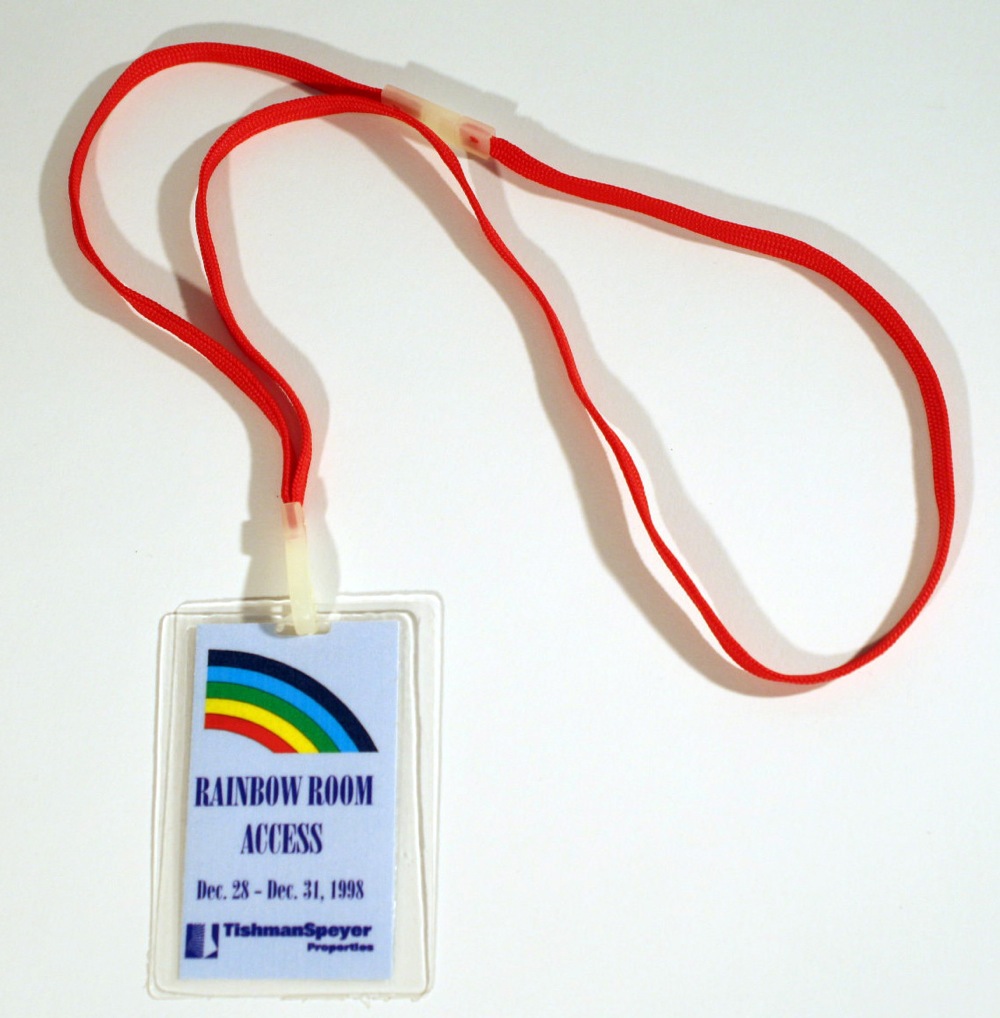 RAINBOW ROOM
ACCESS
Dec. 28 - Dec. 31, 1998
TishmanSpeyer
Properties